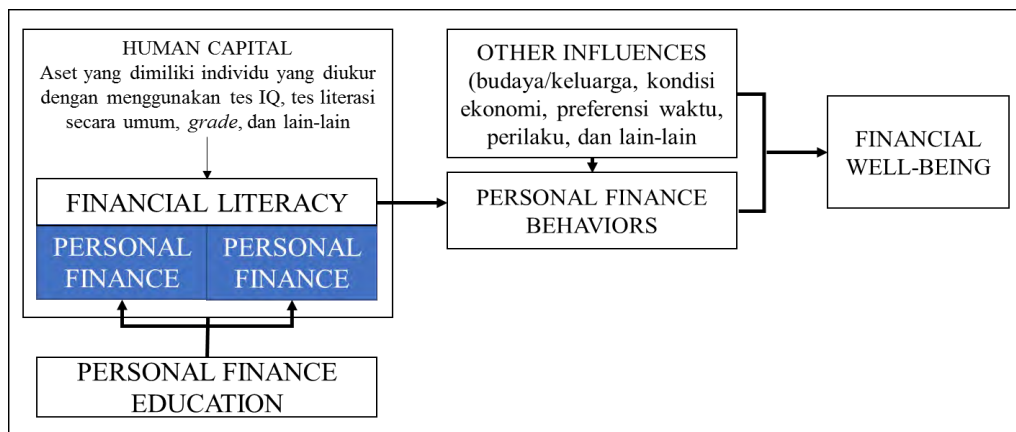 HUMAN CAPITAL
Aset yang dimiliki individu yang diukur
dengan menggunakan tes IQ, tes literasi
secara umum, grade, dan lain-lain
FINANCIAL LITERACY
PERSONAL
FINANCE
PERSONAL
FINANCE
PERSONAL FINANCE
EDUCATION
OTHER INFLUENCES
(budaya/keluarga, kondisi
ekonomi, preferensi waktu,
perilaku, dan lain-lain
PERSONAL FINANCE
BEHAVIORS
FINANCIAL
WELL-BEING